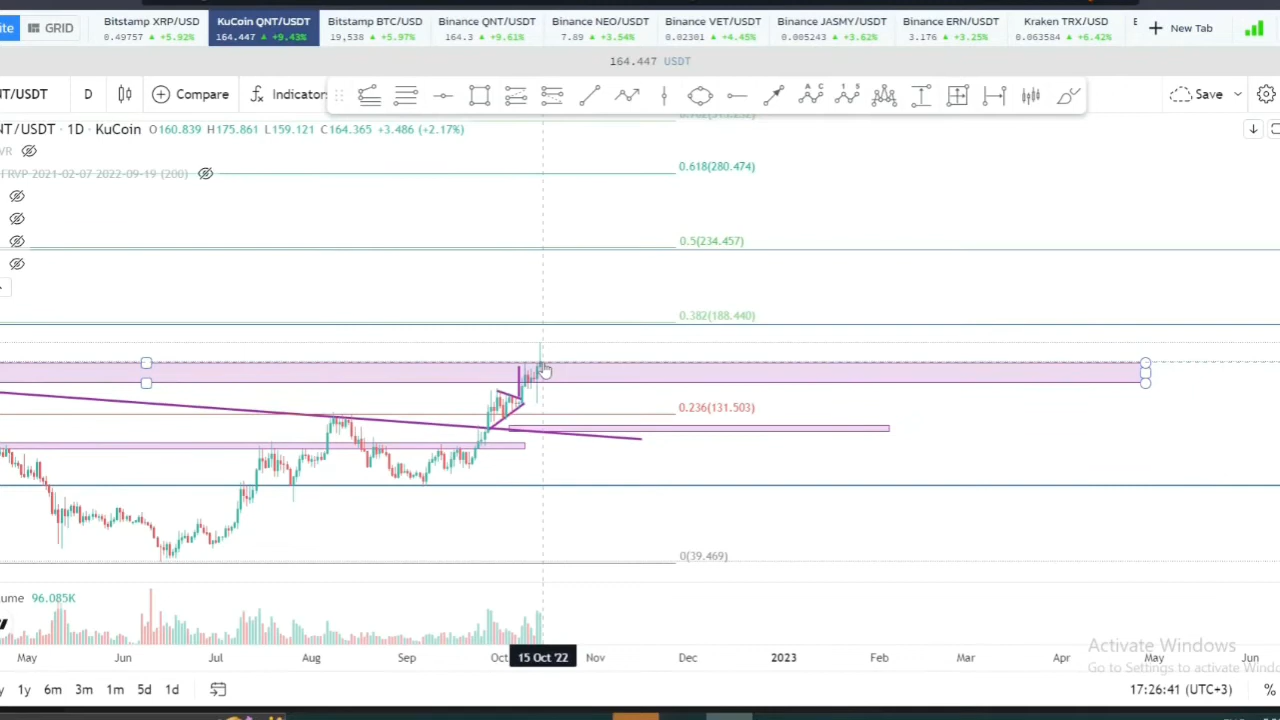 ite GRID
Bitstamp XRP/USD
0.49757 ▲ +5.92%
KuCoin QNT/USDT
164.447 ▲ +9.43%
Bitstamp BTC/USD
19,538 ▲ +5.97%
Binance QNT/USDT
164.3 ▲ +9.61%
Binance NEO/USDT
7.89 ▲ +3.54%
Binance VET/USDT
0.02301 ▲ +4.45%
Binance JASMY/USDT
0.005243 ▲ +3.62%
Binance ERN/USDT
3.176 ▲ +3.25%
Kraken TRX/USD
0.063584 ▲ +6.42%
New Tab
164.447 USDT
NT/USDT D Compare Indicator Save
NT/USDT · 1D · KuCoin O160.839 H175.861 L159.121 C164.365 +3.486 (+2.17%)
VR
FRVP 2021-02-07 2022-09-19 (200)
0.618(280.474)
0.5(234.457)
0.382(188.440)
0.236(131.503)
0(39.469)
ume 96.085K
Activate Windows
Go to Settings to activate Windo
May Jun Jul Aug Sep Oct 15 Oct '22 Nov Dec 2023 Feb Mar Apr May Jun
y 1y 6m 3m 1m 5d 1d
17:26:41 (UTC+3) %